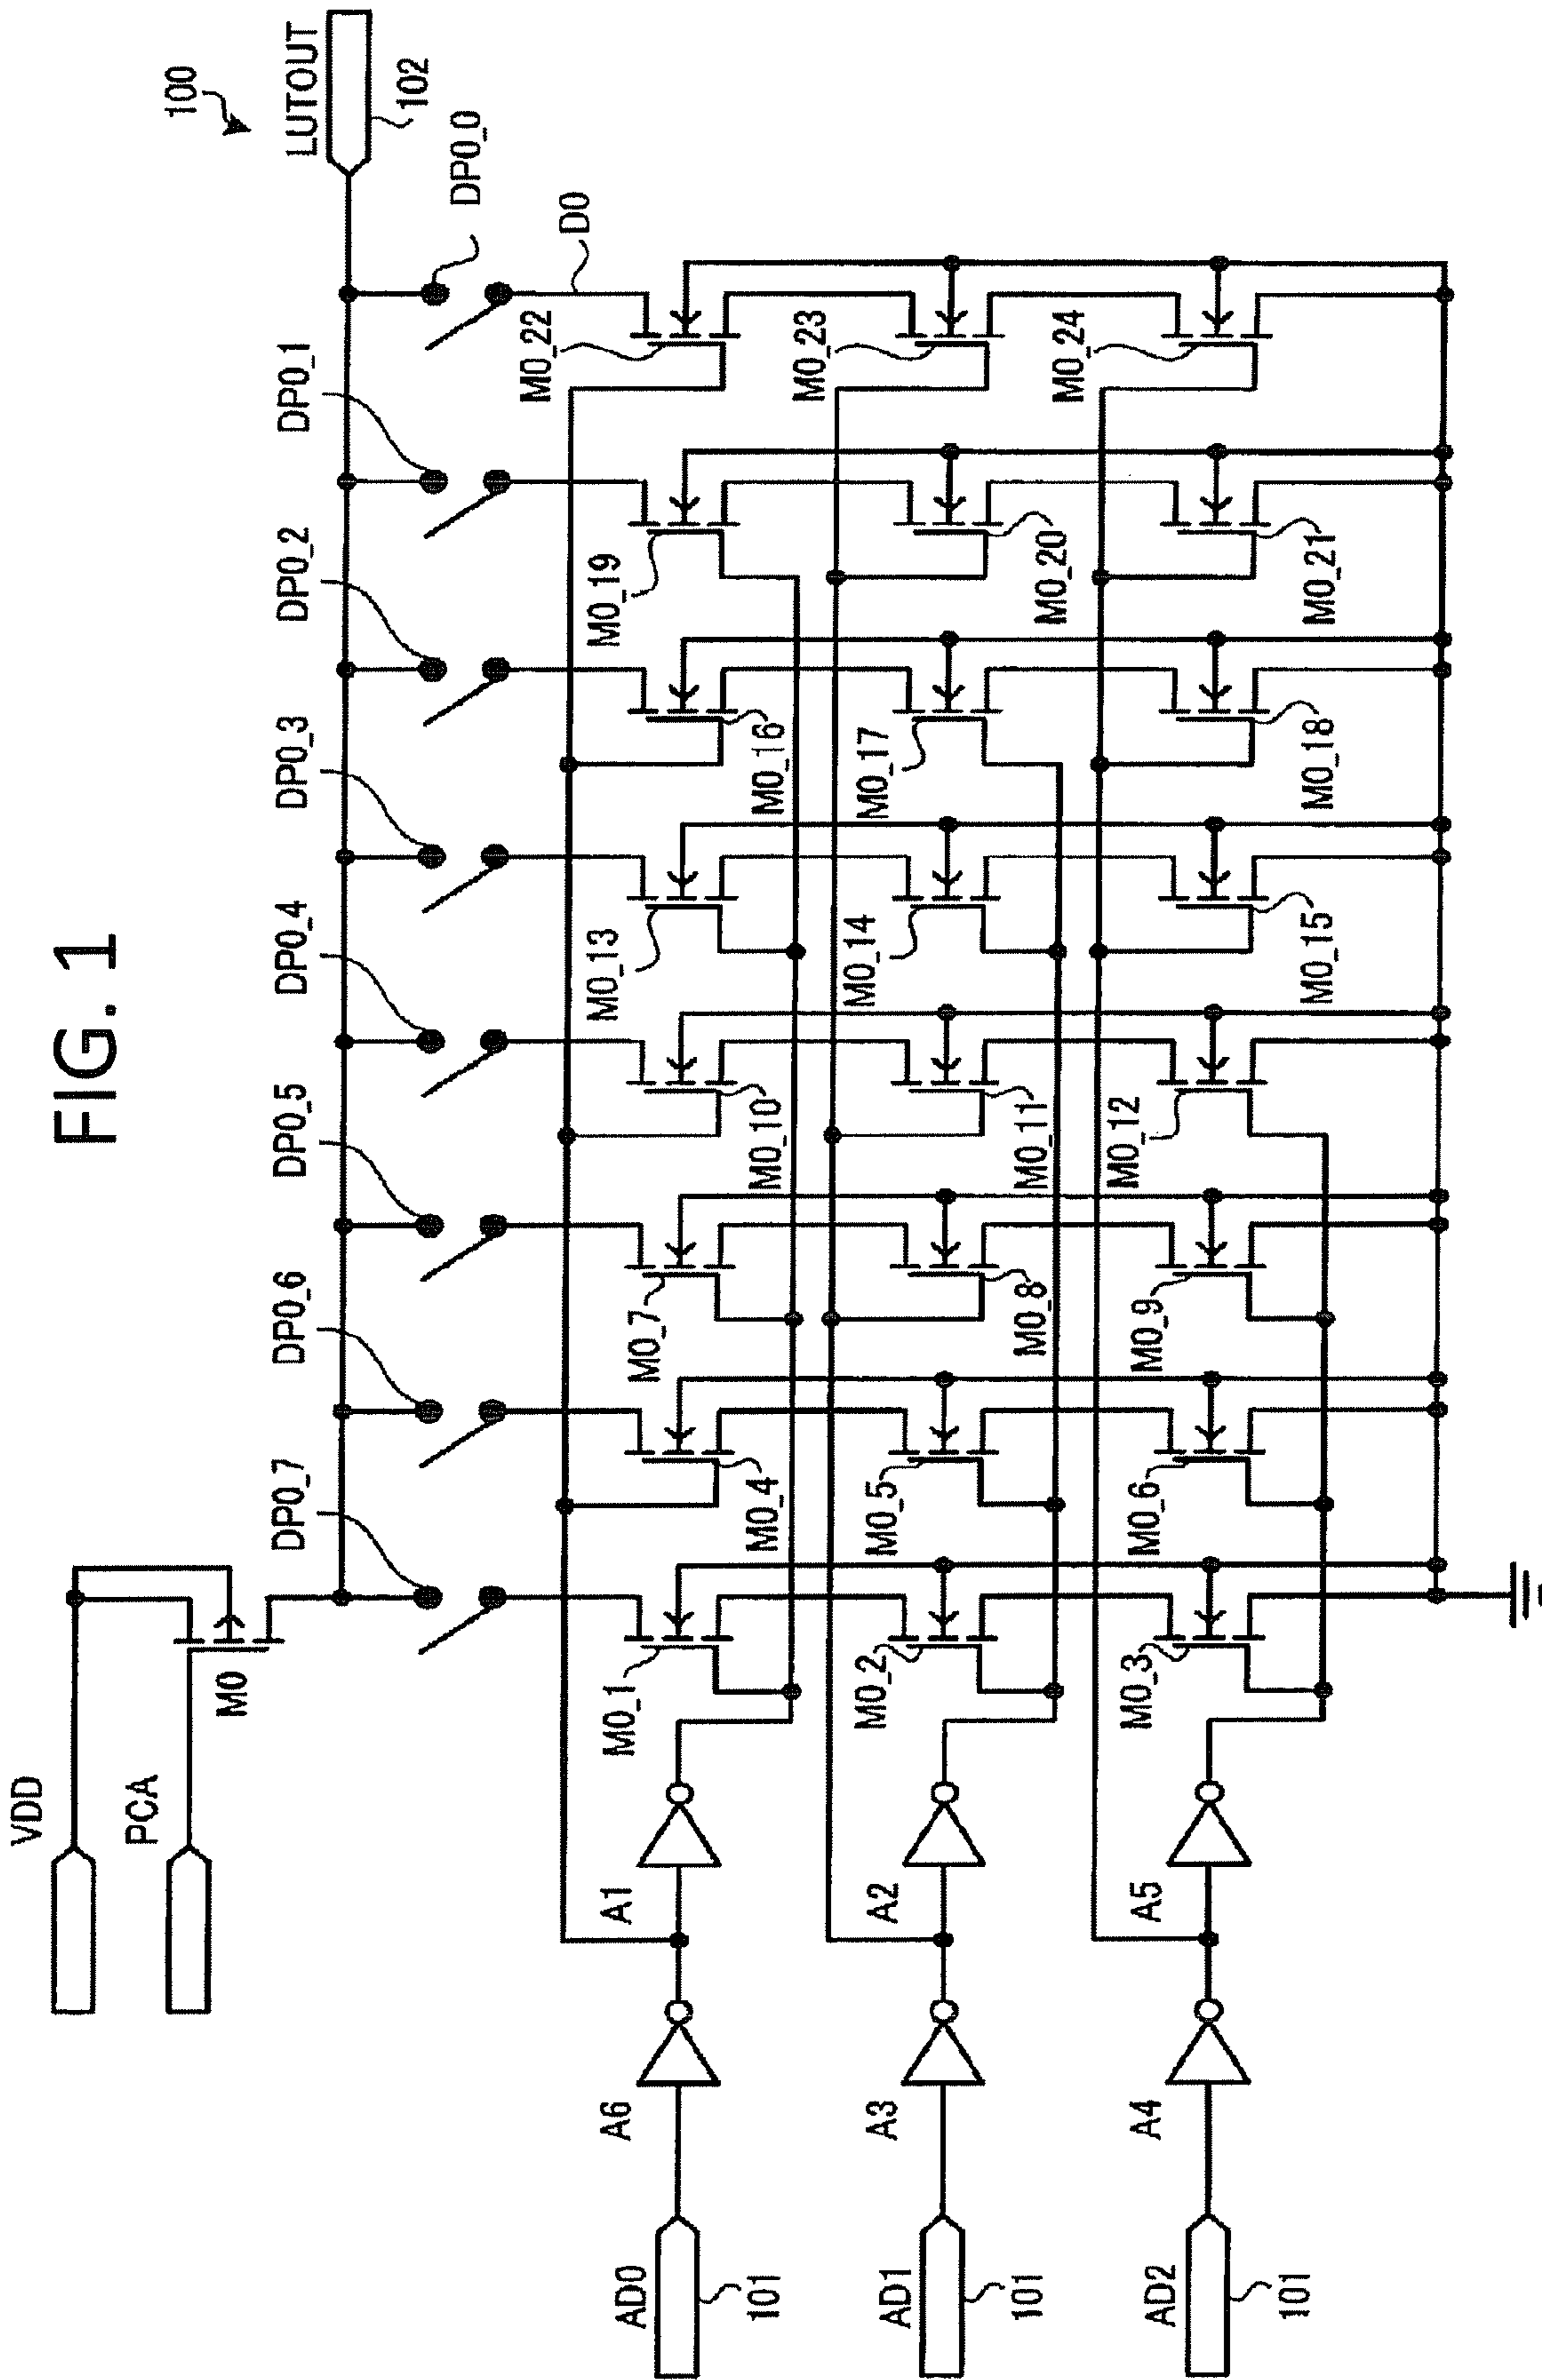 FIG. 1
100
LUTOUT
102
VDD
PCA
M0
DP0_7
DP0_6
DP0_5
DP0_4
DP0_3
DP0_2
DP0_1
DP0_0
D0
AD0
101
A6
A1
M0_1
M0_4
M0_7
M0_10
M0_13
M0_16
M0_19
M0_22
AD1
101
A3
A2
M0_2
M0_5
M0_8
M0_11
M0_14
M0_17
M0_20
M0_23
AD2
101
A4
A5
M0_3
M0_6
M0_9
M0_12
M0_15
M0_18
M0_21
M0_24